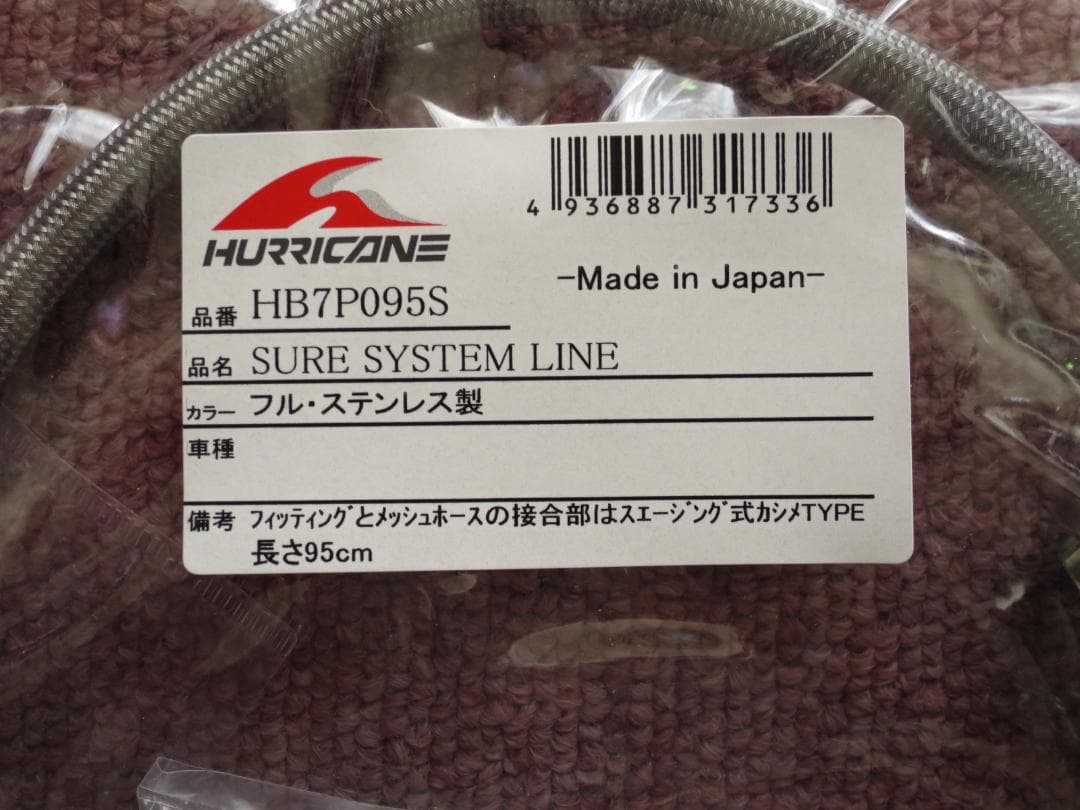 HURRICANE
4 936887 317336
-Made in Japan-
品番 HB7P095S
品名 SURE SYSTEM LINE
カラー フル・ステンレス製
車種
備考 フィッティングとメッシュホースの接合部はスエージング式カシメTYPE
長さ95cm